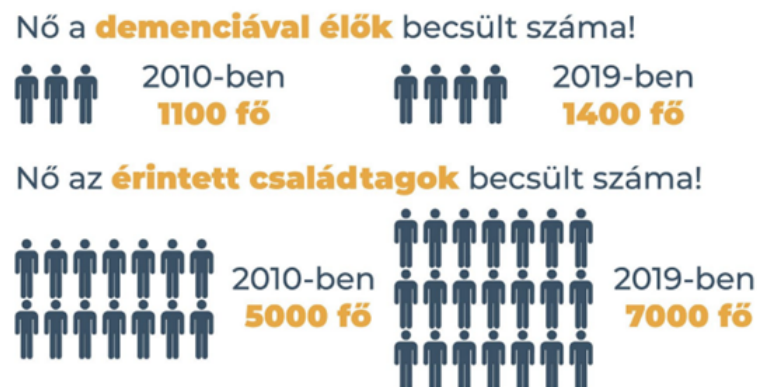 Nő a demenciával élők becsült száma!
2010-ben
1100 fő
2019-ben
1400 fő
Nő az érintett családtagok becsült száma!
2010-ben
5000 fő
2019-ben
7000 fő